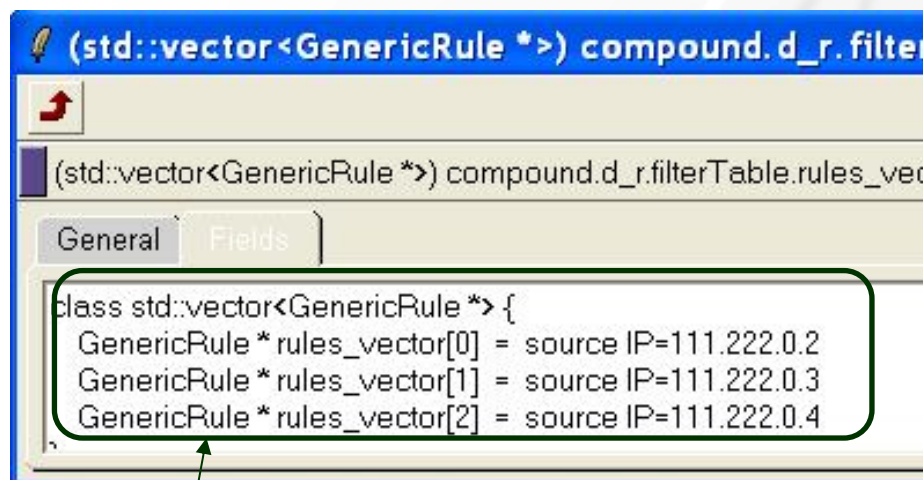 (std::vector<GenericRule *>) compound.d_r.filter
(std::vector<GenericRule *>) compound.d_r.filterTable.rules_vec
General Fields
class std::vector<GenericRule *> {
GenericRule * rules_vector[0] = source IP=111.222.0.2
GenericRule * rules_vector[1] = source IP=111.222.0.3
GenericRule * rules_vector[2] = source IP=111.222.0.4